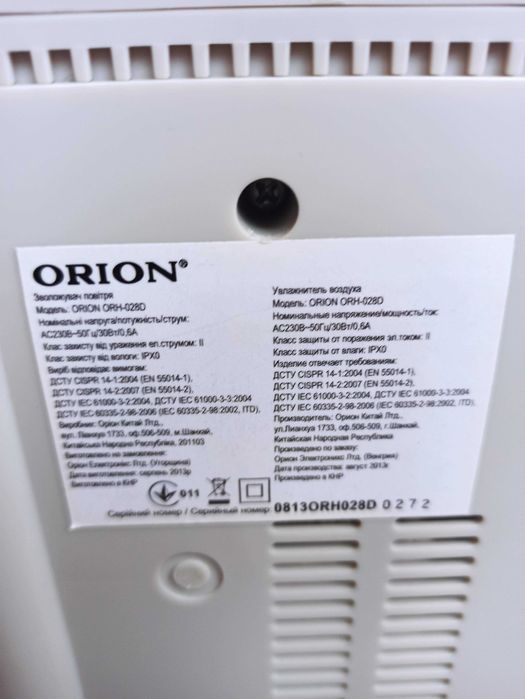 ORION®
Зволожувач повітря
Модель: ORION ORH-028D
Номінальні напруга/потужність/струм:
AC230В~50Гц/30Вт/0,6А
Клас захисту від ураження ел.струмом: II
Клас захисту від вологи: IPX0
Виріб відповідає вимогам:
ДСТУ CISPR 14-1:2004 (EN 55014-1),
ДСТУ CISPR 14-2:2007 (EN 55014-2),
ДСТУ IEC 61000-3-2:2004, ДСТУ IEC 61000-3-3:2004
ДСТУ IEC 60335-2-98-2006 (IEC 60335-2-98:2002, ITD),
Виробник: Оріон Китай Лтд.,
вул. Лианхуа 1733, оф.506-509, м.Шанхай,
Китайська Народна Республіка, 201103
Виготовлено на замовлення:
Оріон Електронікс Лтд. (Угорщина)
Дата виготовлення: серпень 2013р
Виготовлено в КНР
Увлажнитель воздуха
Модель: ORION ORH-028D
Номинальные напряжение/мощность/ток:
AC230В~50Гц/30Вт/0,6А
Класс защиты от поражения эл.током: II
Класс защиты от влаги: IPX0
Изделие отвечает требованиям:
ДСТУ CISPR 14-1:2004 (EN 55014-1),
ДСТУ CISPR 14-2:2007 (EN 55014-2),
ДСТУ IEC 61000-3-2:2004, ДСТУ IEC 61000-3-3:2004
ДСТУ IEC 60335-2-98-2006 (IEC 60335-2-98:2002, ITD),
Производитель: Орион Китай Лтд.,
ул.Лианхуа 1733, оф.506-509, г.Шанхай,
Китайская Народная Республика
Произведено по заказу:
Орион Электроникс Лтд. (Венгрия)
Дата производства: август 2013г
Произведено в КНР
011
Серійний номер / Серийный номер 0813ORH028D 0272